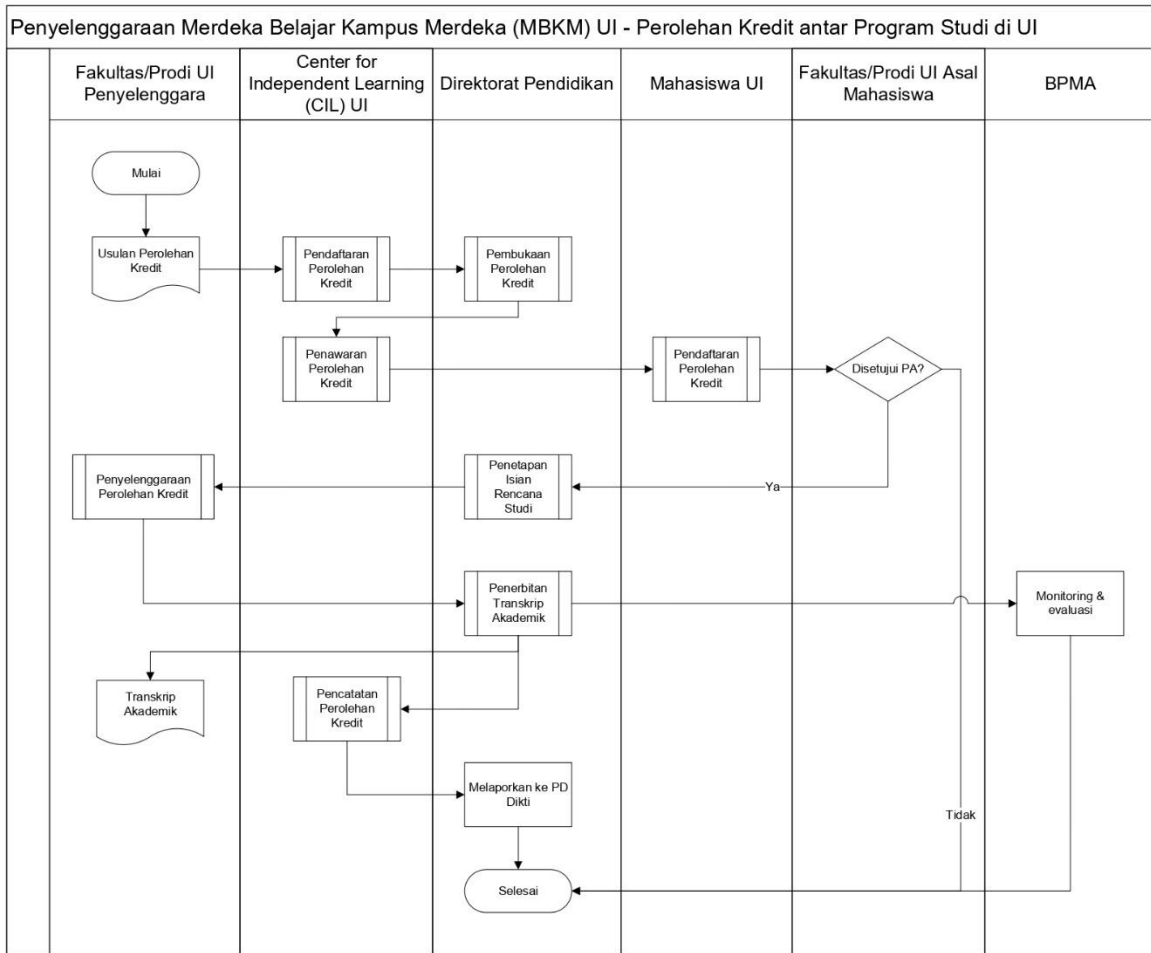 Penyelenggaraan Merdeka Belajar Kampus Merdeka (MBKM) UI - Perolehan Kredit antar Program Studi di UI
Fakultas/Prodi UI
Penyelenggara
Center for
Independent Learning
(CIL) UI
Direktorat Pendidikan
Mahasiswa UI
Fakultas/Prodi UI Asal
Mahasiswa
BPMA
Mulai
Usulan Perolehan
Kredit
Pendaftaran
Perolehan
Kredit
Pembukaan
Perolehan
Kredit
Penawaran
Perolehan
Kredit
Pendaftaran
Perolehan
Kredit
Disetujui PA?
Penyelenggaraan
Perolehan Kredit
Penetapan
Isian
Rencana
Studi
Ya
Penerbitan
Transkrip
Akademik
Monitoring &
evaluasi
Transkrip
Akademik
Pencatatan
Perolehan
Kredit
Melaporkan ke PD
Dikti
Tidak
Selesai